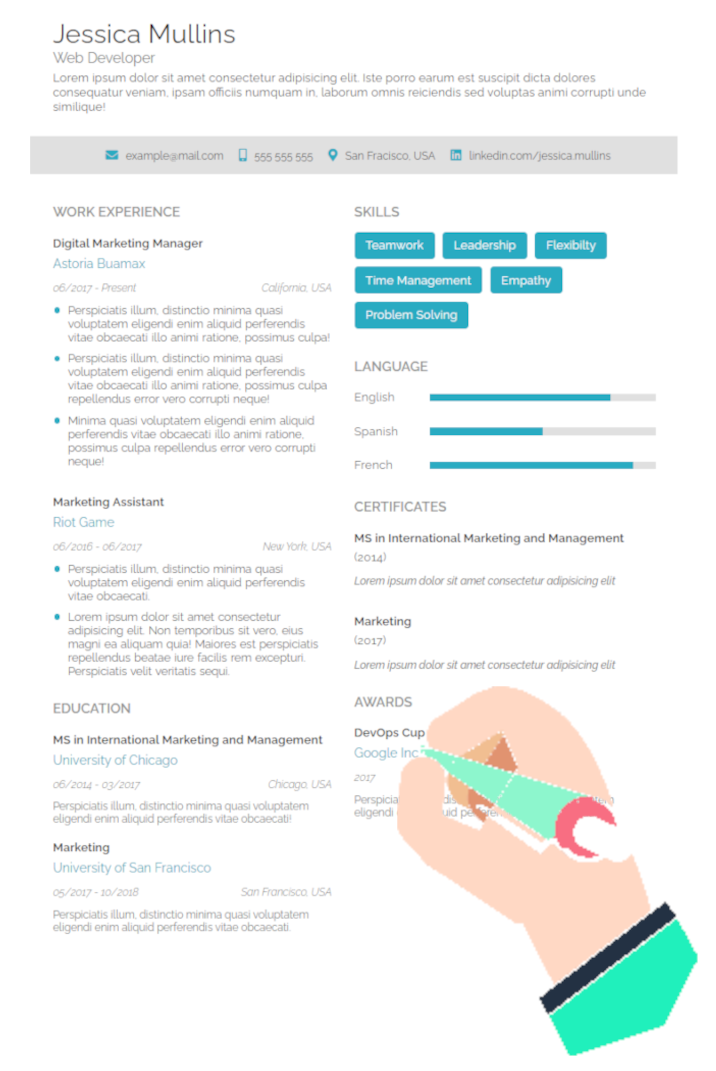 Jessica Mullins
Web Developer
Lorem ipsum dolor sit amet consectetur adipisicing elit. Iste porro earum est suscipit dicta dolores
consequatur veniam, ipsam officiis numquam in, laborum omnis reiciendis sed voluptas animi corrupti unde
similique!
example@mail.com 555 555 555 San Fracisco, USA linkedin.com/jessica.mullins
WORK EXPERIENCE
Digital Marketing Manager
Astoria Buamax
06/2017 - Present California, USA
Perspiciatis illum, distinctio minima quasi
voluptatem eligendi enim aliquid perferendis
vitae obcaecati illo animi ratione, possimus culpa!
Perspiciatis illum, distinctio minima quasi
voluptatem eligendi enim aliquid perferendis
vitae obcaecati illo animi ratione, possimus culpa
repellendus error vero corrupti neque!
Minima quasi voluptatem eligendi enim aliquid
perferendis vitae obcaecati illo animi ratione,
possimus culpa repellendus error vero corrupti
neque!
Marketing Assistant
Riot Game
06/2016 - 06/2017 New York, USA
Perspiciatis illum, distinctio minima quasi
voluptatem eligendi enim aliquid perferendis
vitae obcaecati.
Lorem ipsum dolor sit amet consectetur
adipisicing elit. Non temporibus sit vero, eius
magni ea aliquam quia! Maiores est perspiciatis
repellendus beatae iure facilis rem excepturi.
Perspiciatis velit veritatis sequi.
EDUCATION
MS in International Marketing and Management
University of Chicago
06/2014 - 03/2017 Chicago, USA
Perspiciatis illum, distinctio minima quasi voluptatem
eligendi enim aliquid perferendis vitae obcaecati!
Marketing
University of San Francisco
05/2017 - 10/2018 San Francisco, USA
Perspiciatis illum, distinctio minima quasi voluptatem
eligendi enim aliquid perferendis vitae obcaecati.
SKILLS
Teamwork Leadership Flexibilty
Time Management Empathy
Problem Solving
LANGUAGE
English
Spanish
French
CERTIFICATES
MS in International Marketing and Management
(2014)
Lorem ipsum dolor sit amet consectetur adipisicing elit
Marketing
(2017)
Lorem ipsum dolor sit amet consectetur adipisicing elit
AWARDS
DevOps Cup
Google Inc
2017
eligendi